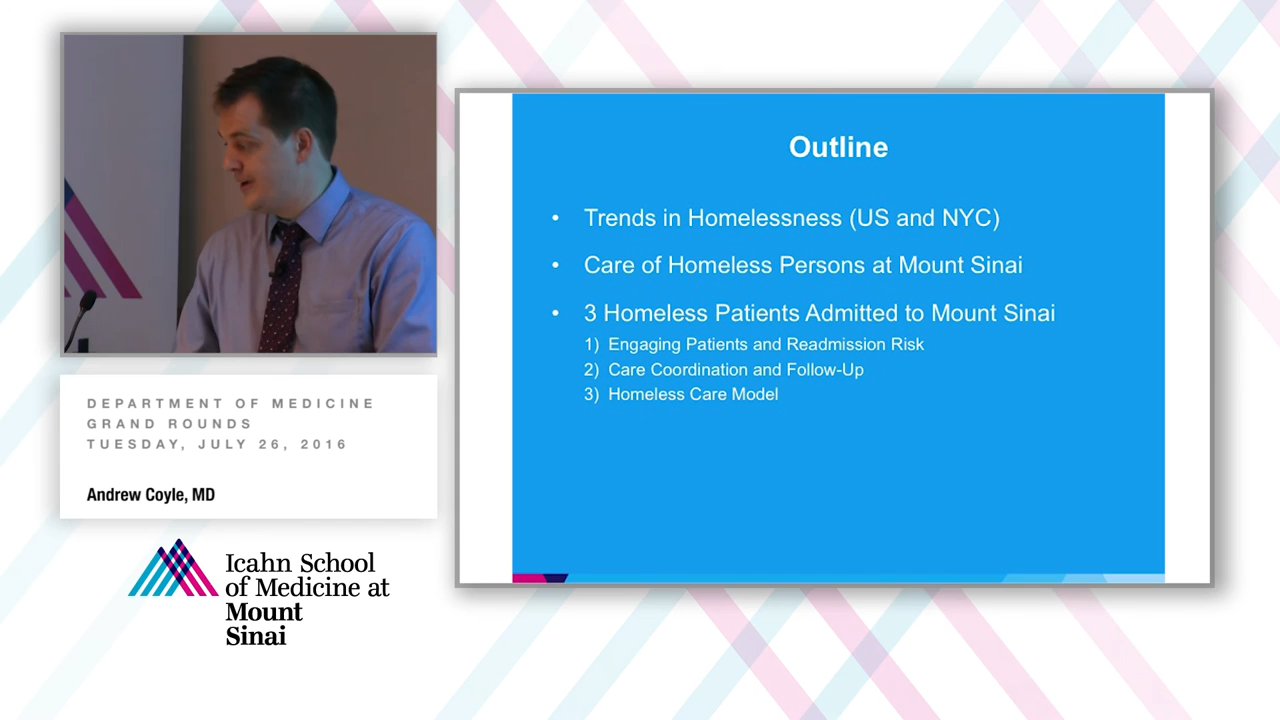 DEPARTMENT OF MEDICINE
GRAND ROUNDS
TUESDAY, JULY 26, 2016
Andrew Coyle, MD
Icahn School
of Medicine at
Mount
Sinai
Outline
• Trends in Homelessness (US and NYC)
• Care of Homeless Persons at Mount Sinai
• 3 Homeless Patients Admitted to Mount Sinai
1) Engaging Patients and Readmission Risk
2) Care Coordination and Follow-Up
3) Homeless Care Model